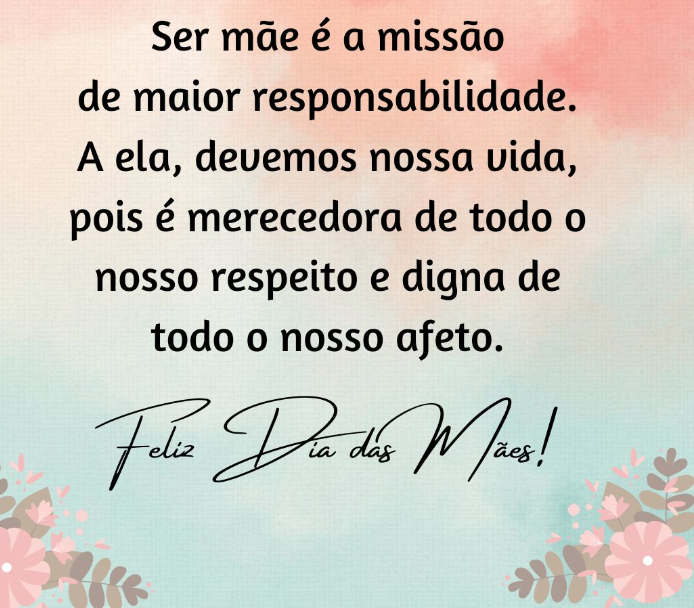 Ser mãe é a missão
de maior responsabilidade.
A ela, devemos nossa vida,
pois é merecedora de todo o
nosso respeito e digna de
todo o nosso afeto.
Feliz Dia das Mães!